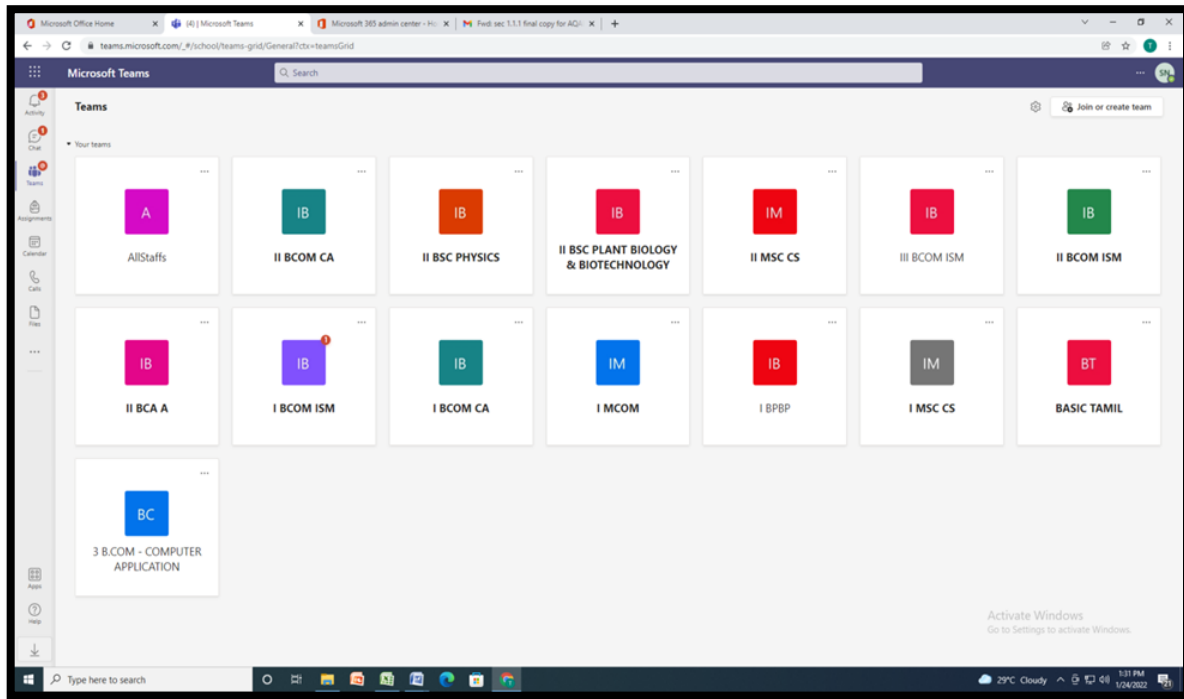 Microsoft Office Home
(4) | Microsoft Teams
Microsoft 365 admin center - Ho
Fwd: sec 1.1.1 final copy for AQA
teams.microsoft.com/_#/school/teams-grid/General?ctx=teamsGrid
T
Microsoft Teams
Search
SN
Activity
3
Chat
1
Teams
Assignments
Calendar
Calls
Files
Apps
Help
Teams
Join or create team
Your teams
A
IB
IB
IB
IM
IB
IB
AllStaffs
II BCOM CA
II BSC PHYSICS
II BSC PLANT BIOLOGY
& BIOTECHNOLOGY
II MSC CS
III BCOM ISM
II BCOM ISM
IB
IB
1
IB
IM
IB
IM
BT
II BCA A
I BCOM ISM
I BCOM CA
I MCOM
I BPBP
I MSC CS
BASIC TAMIL
BC
3 B.COM - COMPUTER
APPLICATION
Activate Windows
Go to Settings to activate Windows.
Type here to search
29°C Cloudy
1:31 PM
1/24/2022